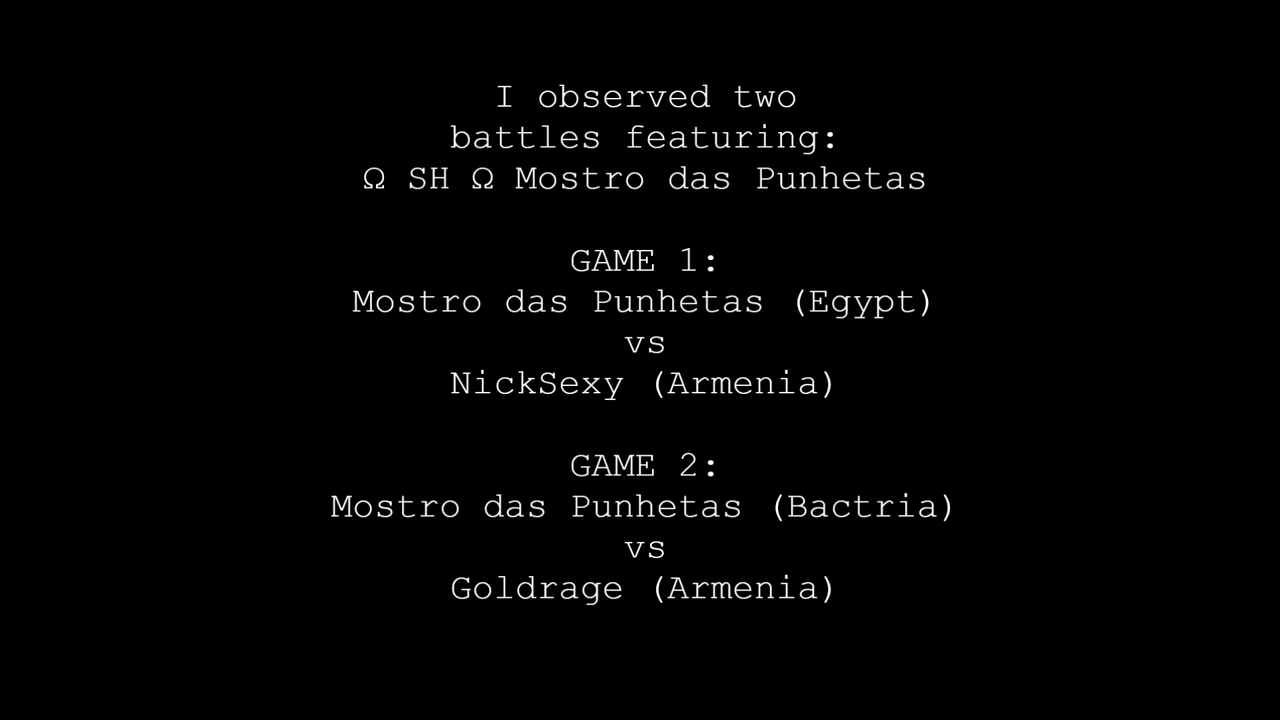 I observed two
battles featuring:
Ω SH Ω Mostro das Punhetas
GAME 1:
Mostro das Punhetas (Egypt)
vs
NickSexy (Armenia)
GAME 2:
Mostro das Punhetas (Bactria)
vs
Goldrage (Armenia)